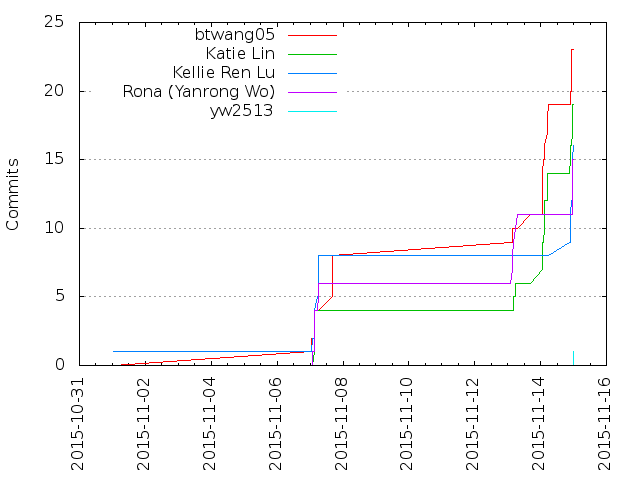 25
20
15
10
5
0
Commits
btwang05
Katie Lin
Kellie Ren Lu
Rona (Yanrong Wo)
yw2513
2015-10-31
2015-11-02
2015-11-04
2015-11-06
2015-11-08
2015-11-10
2015-11-12
2015-11-14
2015-11-16